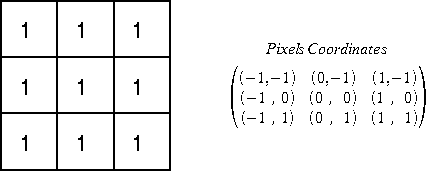 1 1 1
1 1 1
1 1 1
Pixels Coordinates
(-1,-1) (0,-1) (1,-1)
(-1 , 0) (0 , 0) (1 , 0)
(-1 , 1) (0 , 1) (1 , 1)